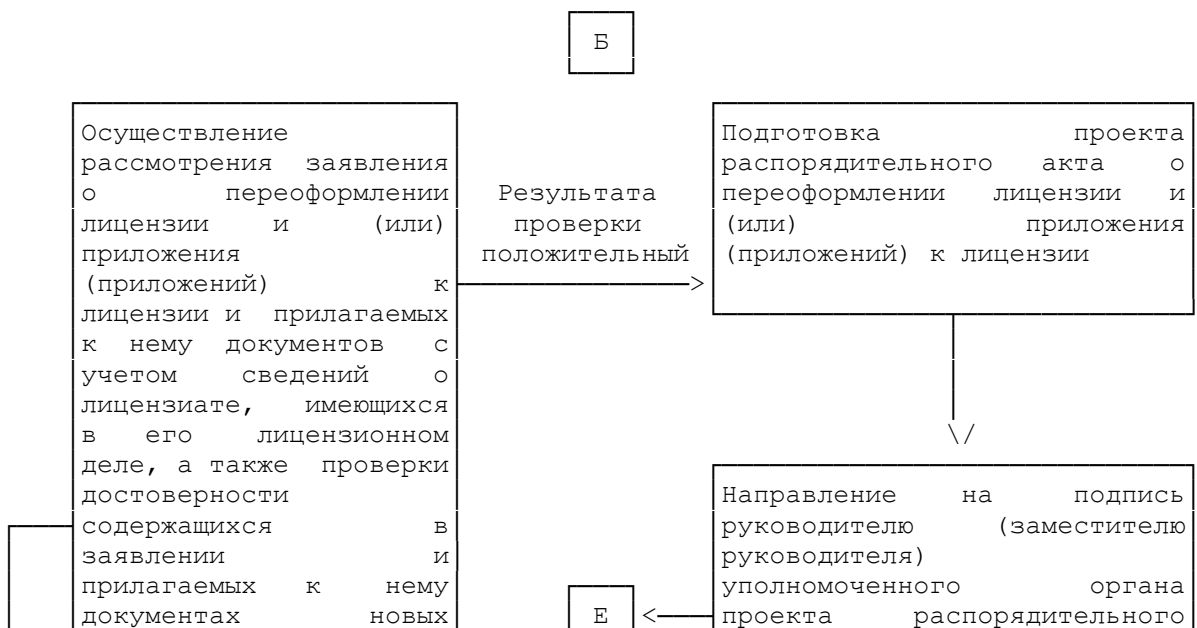 Б
Осуществление
рассмотрения заявления
о переоформлении
лицензии и (или)
приложения
(приложений) к
лицензии и прилагаемых
к нему документов с
учетом сведений о
лицензиате, имеющихся
в его лицензионном
деле, а также проверки
достоверности
содержащихся в
заявлении и
прилагаемых к нему
документах новых
Результата
проверки
положительный
Подготовка проекта
распорядительного акта о
переоформлении лицензии и
(или) приложения
(приложений) к лицензии
Направление на подпись
руководителю (заместителю
руководителя)
уполномоченного органа
проекта распорядительного
Е